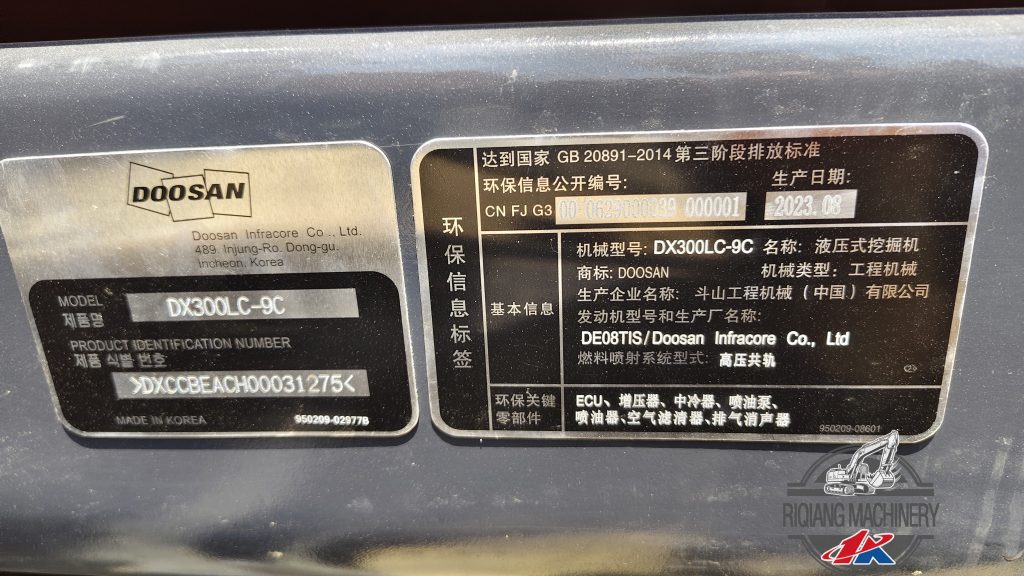 DOOSAN
Doosan Infracore Co., Ltd.
489, Injung-Ro, Dong-gu,
Incheon, Korea
MODEL
제품명
DX300LC-9C
PRODUCT IDENTIFICATION NUMBER
제품 식별 번호
>DXCCBEACH00031275<
MADE IN KOREA
950209-02977B
环保信息标签
达到国家 GB 20891-2014 第三阶段排放标准
环保信息公开编号:
生产日期:
CN FJ G3 00 0623000239 000001
2023.08
基本信息
机械型号: DX300LC-9C 名称: 液压式挖掘机
商标: DOOSAN 机械类型: 工程机械
生产企业名称: 斗山工程机械(中国)有限公司
发动机型号和生产厂名称:
DE08TIS/Doosan Infracore Co., Ltd
燃料喷射系统型式: 高压共轨
环保关键
零部件
ECU、增压器、中冷器、喷油泵、
喷油器、空气滤清器、排气消声器
950209-08601
RIQIANG MACHINERY